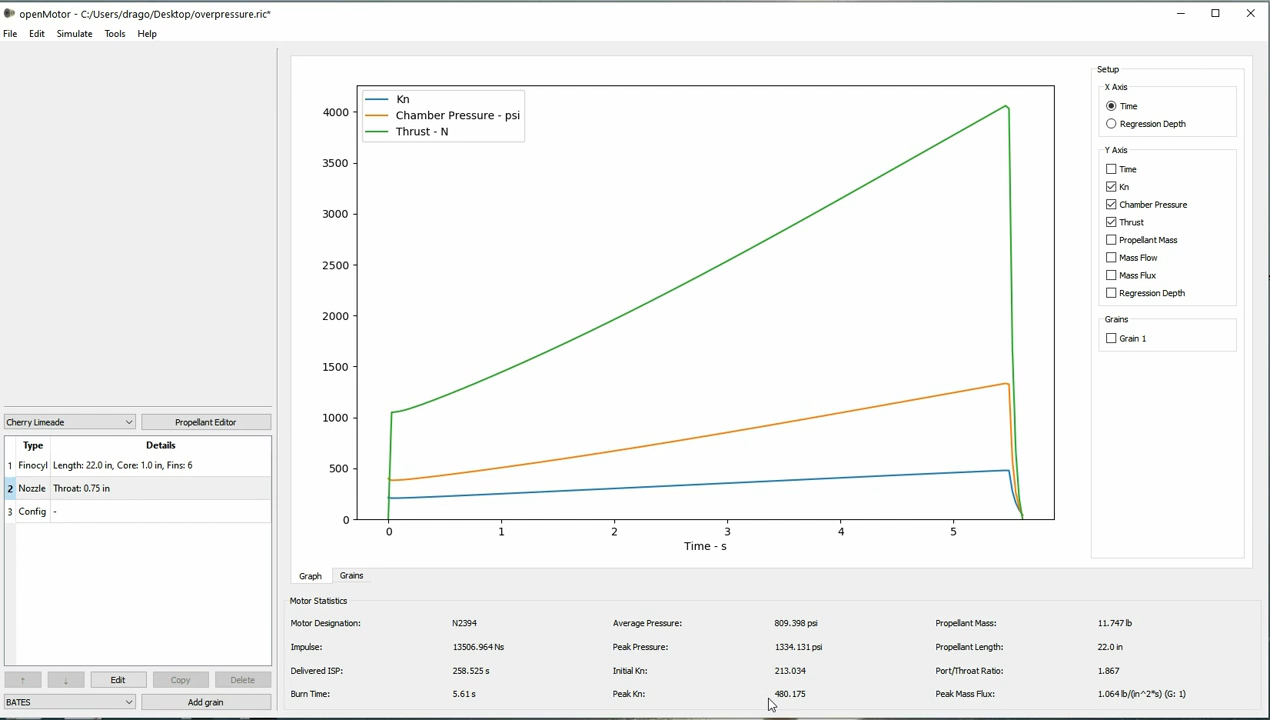 openMotor - C:/Users/drago/Desktop/overpressure.ric*
File Edit Simulate Tools Help
Kn
Chamber Pressure - psi
Thrust - N
4000
3500
3000
2500
2000
1500
1000
500
0
0 1 2 3 4 5
Time - s
Setup
X Axis
Time
Regression Depth
Y Axis
Time
Kn
Chamber Pressure
Thrust
Propellant Mass
Mass Flow
Mass Flux
Regression Depth
Grains
Grain 1
Cherry Limeade Propellant Editor
Type Details
1 Finocyl Length: 22.0 in, Core: 1.0 in, Fins: 6
2 Nozzle Throat: 0.75 in
3 Config -
↑ ↓ Edit Copy Delete
BATES Add grain
Graph Grains
Motor Statistics
Motor Designation: N2394 Average Pressure: 809.398 psi Propellant Mass: 11.747 lb
Impulse: 13506.964 Ns Peak Pressure: 1334.131 psi Propellant Length: 22.0 in
Delivered ISP: 258.525 s Initial Kn: 213.034 Port/Throat Ratio: 1.867
Burn Time: 5.61 s Peak Kn: 480.175 Peak Mass Flux: 1.064 lb/(in^2*s) (G: 1)